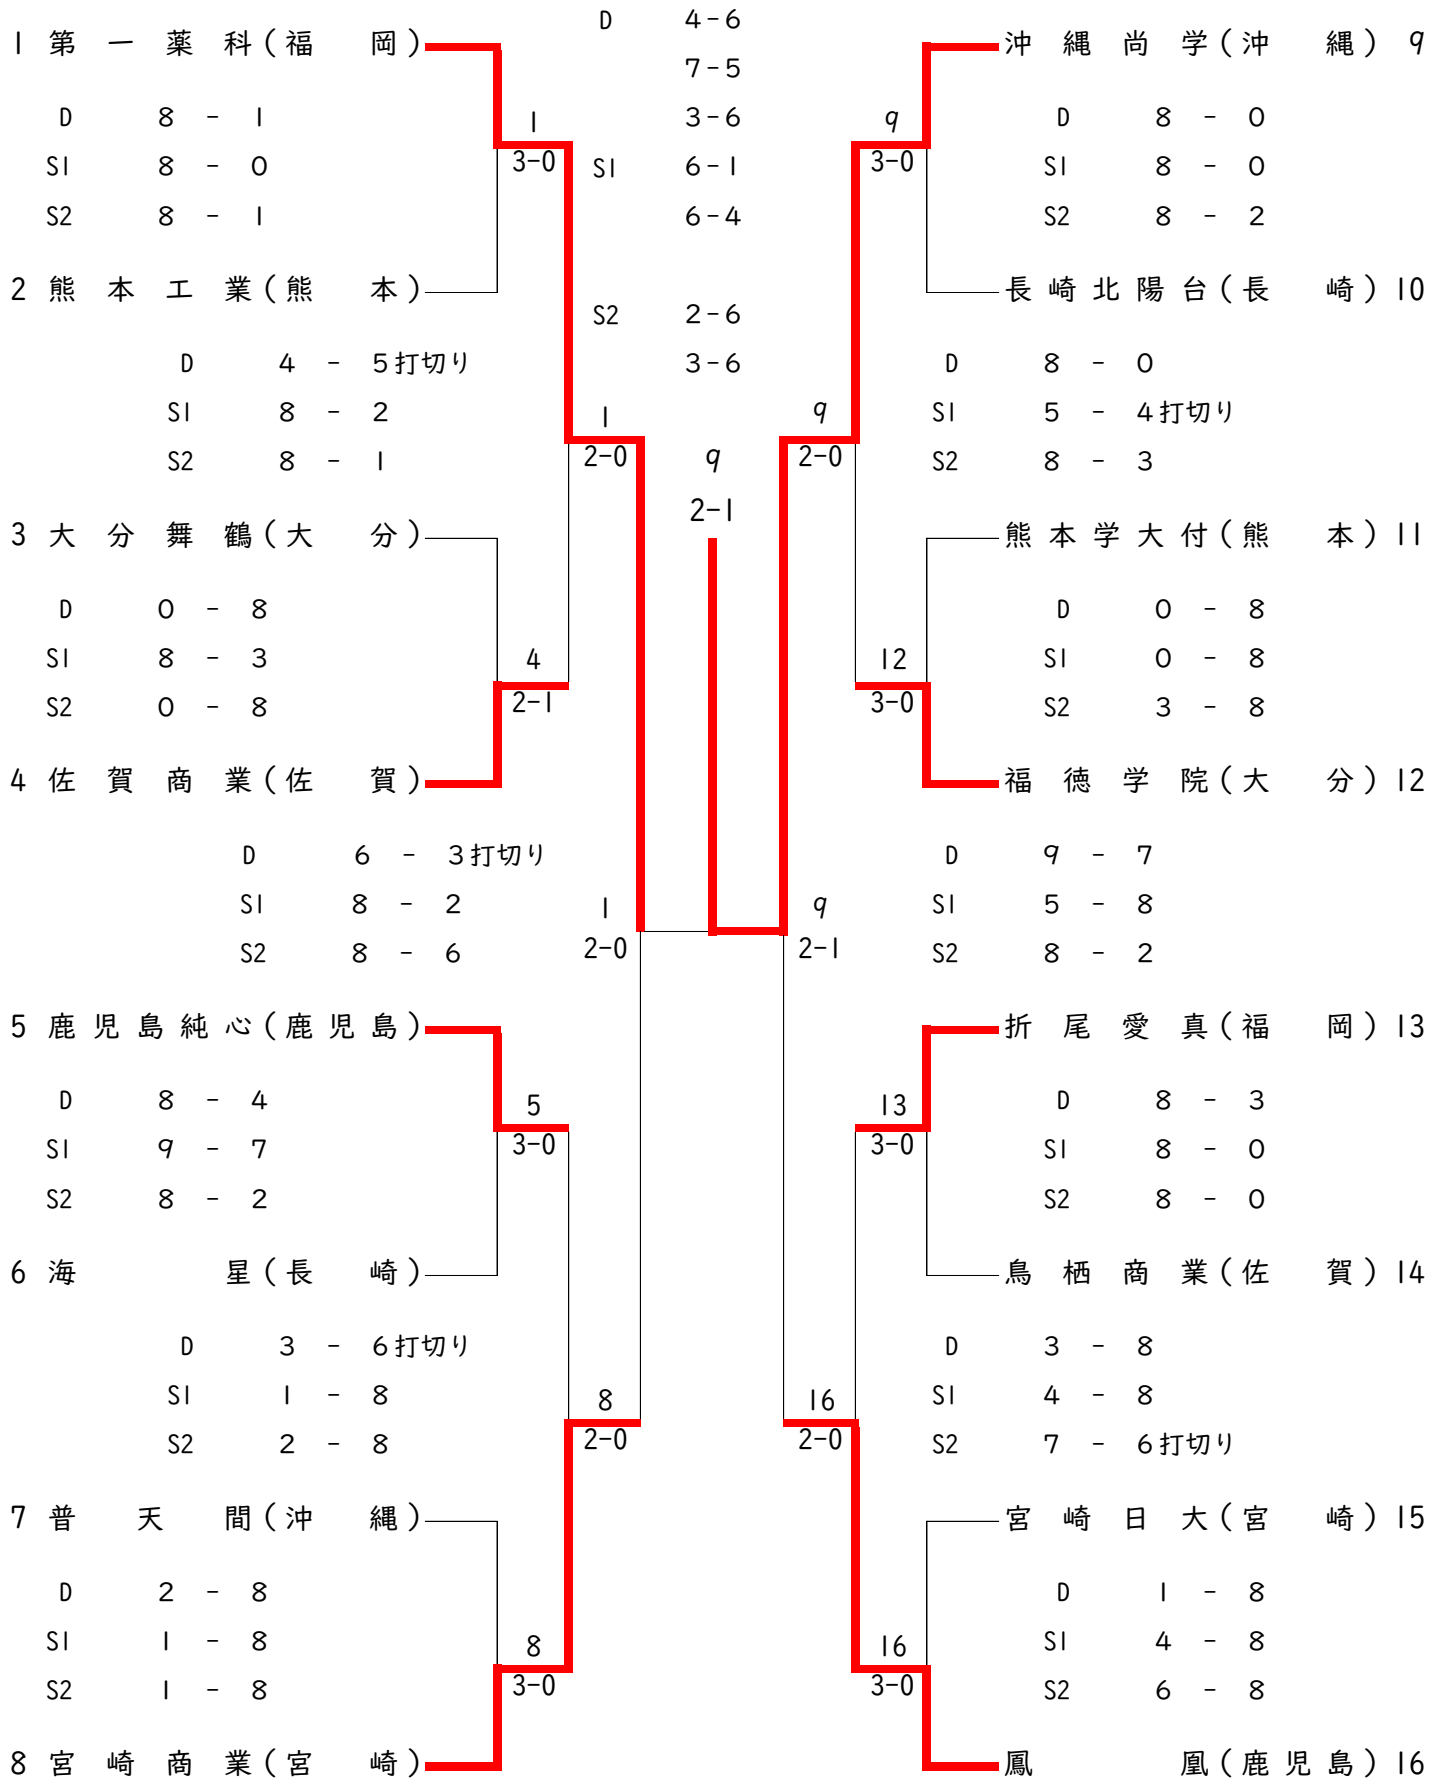 D 4-6
1 第一薬科(福岡) 沖縄尚学(沖縄) 9
7-5
D 8 - 1 1 3-6 9 D 8 - 0
SI 8 - 0 3-0 SI 6-1 3-0 SI 8 - 0
S2 8 - 1 6-4 S2 8 - 2
2 熊本工業(熊本) 長崎北陽台(長崎) 10
S2 2-6
D 4 - 5打切り 3-6 D 8 - 0
SI 8 - 2 1 9 SI 5 - 4打切り
S2 8 - 1 2-0 9 2-0 S2 8 - 3
2-1
3 大分舞鶴(大分) 熊本学大付(熊本) 11
D 0 - 8 D 0 - 8
SI 8 - 3 4 12 SI 0 - 8
S2 0 - 8 2-1 3-0 S2 3 - 8
4 佐賀商業(佐賀) 福徳学院(大分) 12
D 6 - 3打切り D 9 - 7
SI 8 - 2 1 9 SI 5 - 8
S2 8 - 6 2-0 2-1 S2 8 - 2
5 鹿児島純心(鹿児島) 折尾愛真(福岡) 13
D 8 - 4 5 13 D 8 - 3
SI 9 - 7 3-0 3-0 SI 8 - 0
S2 8 - 2 S2 8 - 0
6 海星(長崎) 鳥栖商業(佐賀) 14
D 3 - 6打切り D 3 - 8
SI 1 - 8 8 16 SI 4 - 8
S2 2 - 8 2-0 2-0 S2 7 - 6打切り
7 普天間(沖縄) 宮崎日大(宮崎) 15
D 2 - 8 D 1 - 8
SI 1 - 8 8 16 SI 4 - 8
S2 1 - 8 3-0 3-0 S2 6 - 8
8 宮崎商業(宮崎) 鳳凰(鹿児島) 16